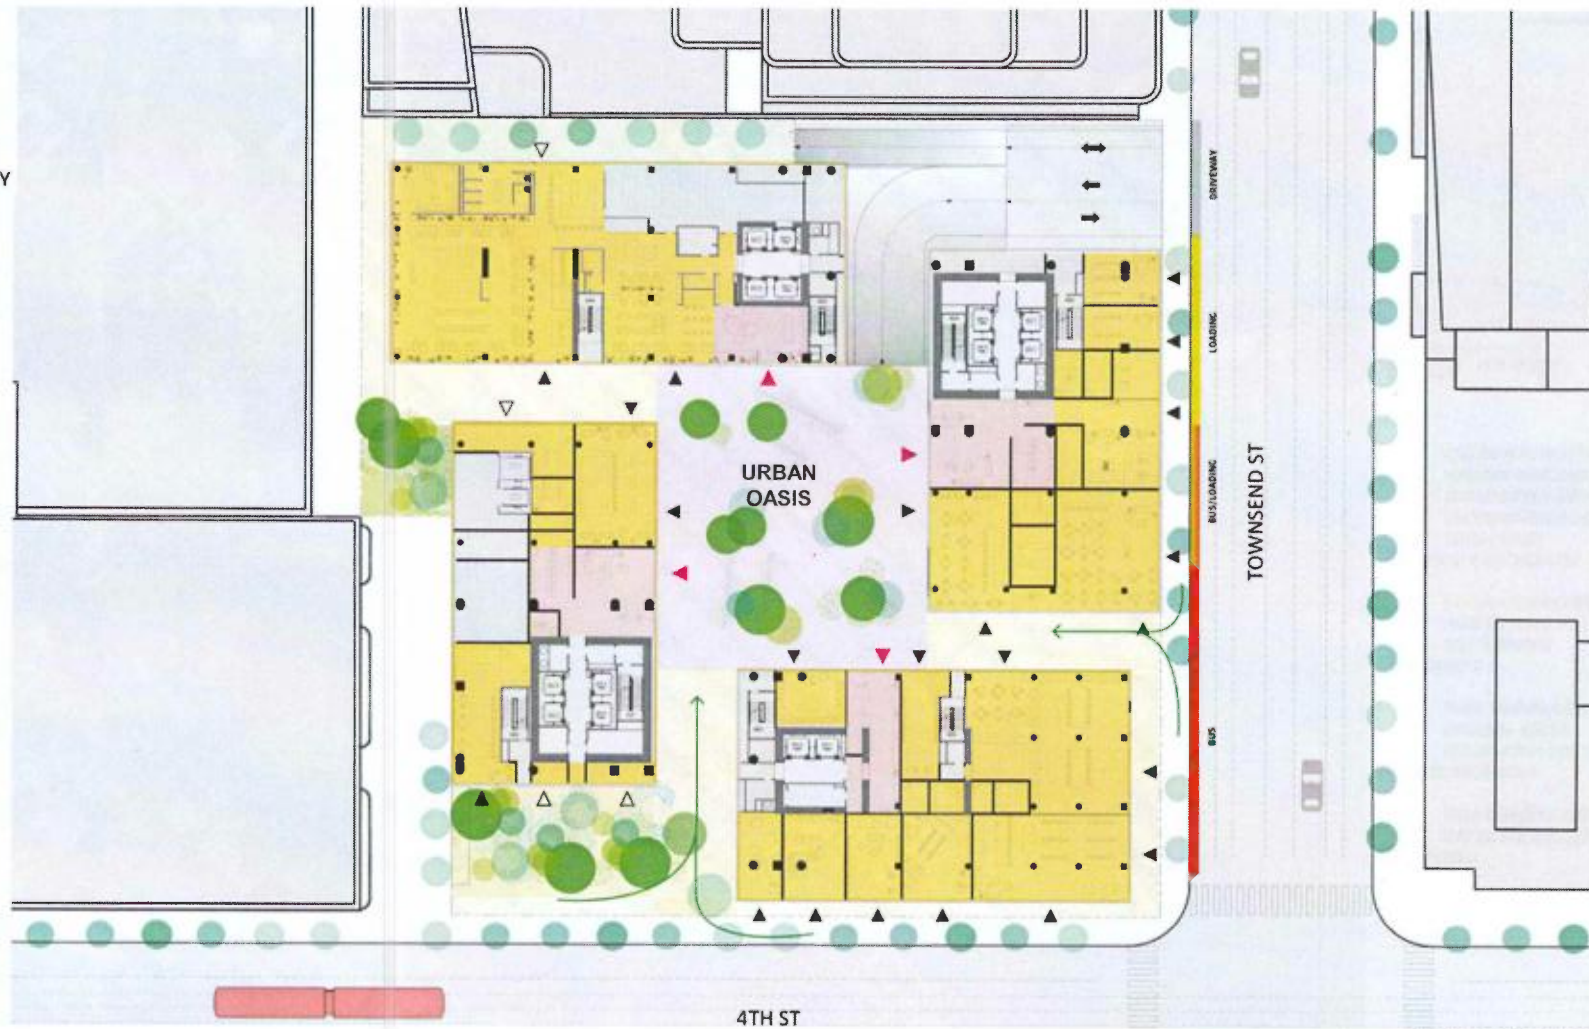 Y
DRIVEWAY
LOADING
URBAN
OASIS
BUS/LOADING
TOWNSEND ST
BUS
4TH ST